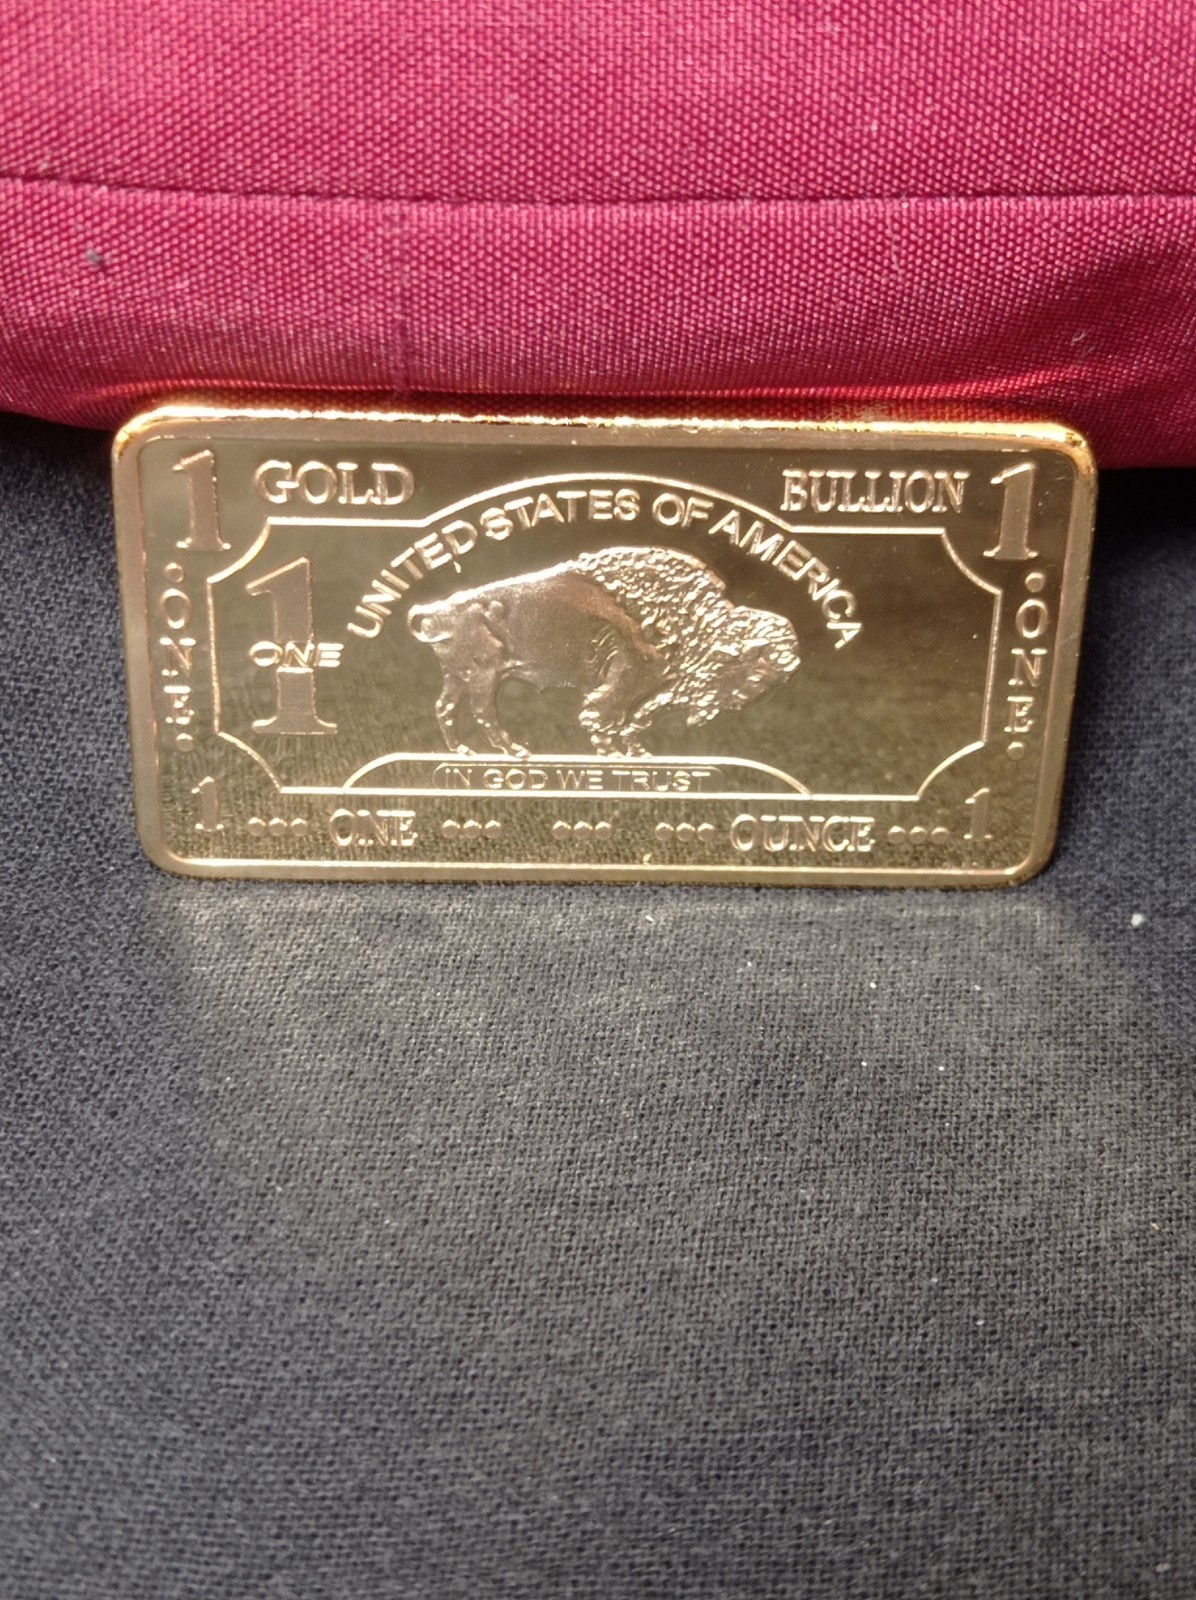 1 GOLD BULLION 1
UNITED STATES OF AMERICA
• ONE •
1
ONE
• ONE •
IN GOD WE TRUST
1 ••• ONE ••• ••• ••• OUNCE ••• 1